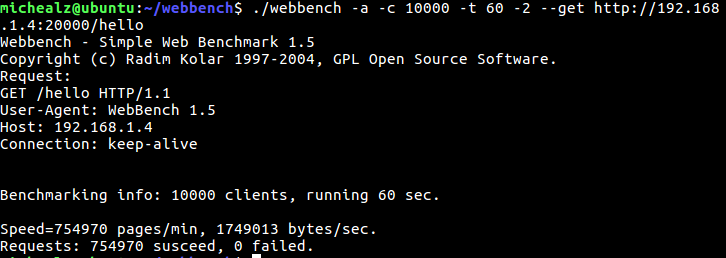 michealz@ubuntu:~/webbench$ ./webbench -a -c 10000 -t 60 -2 --get http://192.168
.1.4:20000/hello
Webbench - Simple Web Benchmark 1.5
Copyright (c) Radim Kolar 1997-2004, GPL Open Source Software.
Request:
GET /hello HTTP/1.1
User-Agent: WebBench 1.5
Host: 192.168.1.4
Connection: keep-alive
Benchmarking info: 10000 clients, running 60 sec.
Speed=754970 pages/min, 1749013 bytes/sec.
Requests: 754970 susceed, 0 failed.